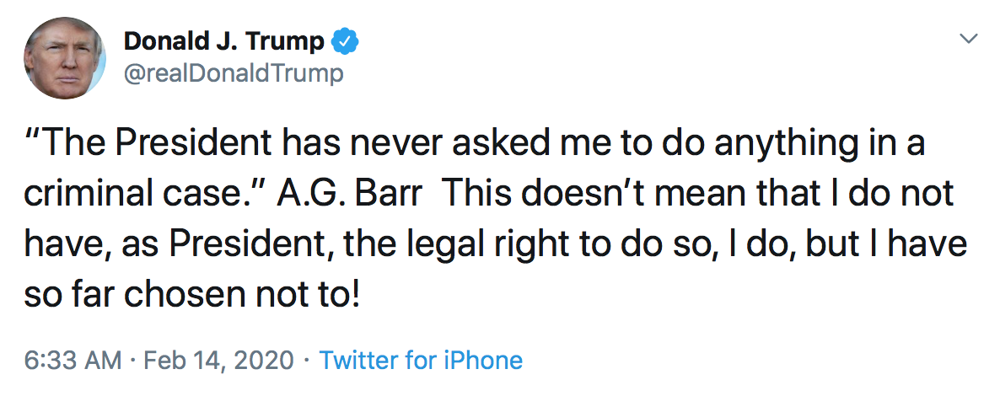 Donald J. Trump
@realDonaldTrump
“The President has never asked me to do anything in a
criminal case.” A.G. Barr  This doesn’t mean that I do not
have, as President, the legal right to do so, I do, but I have
so far chosen not to!
6:33 AM · Feb 14, 2020 · Twitter for iPhone